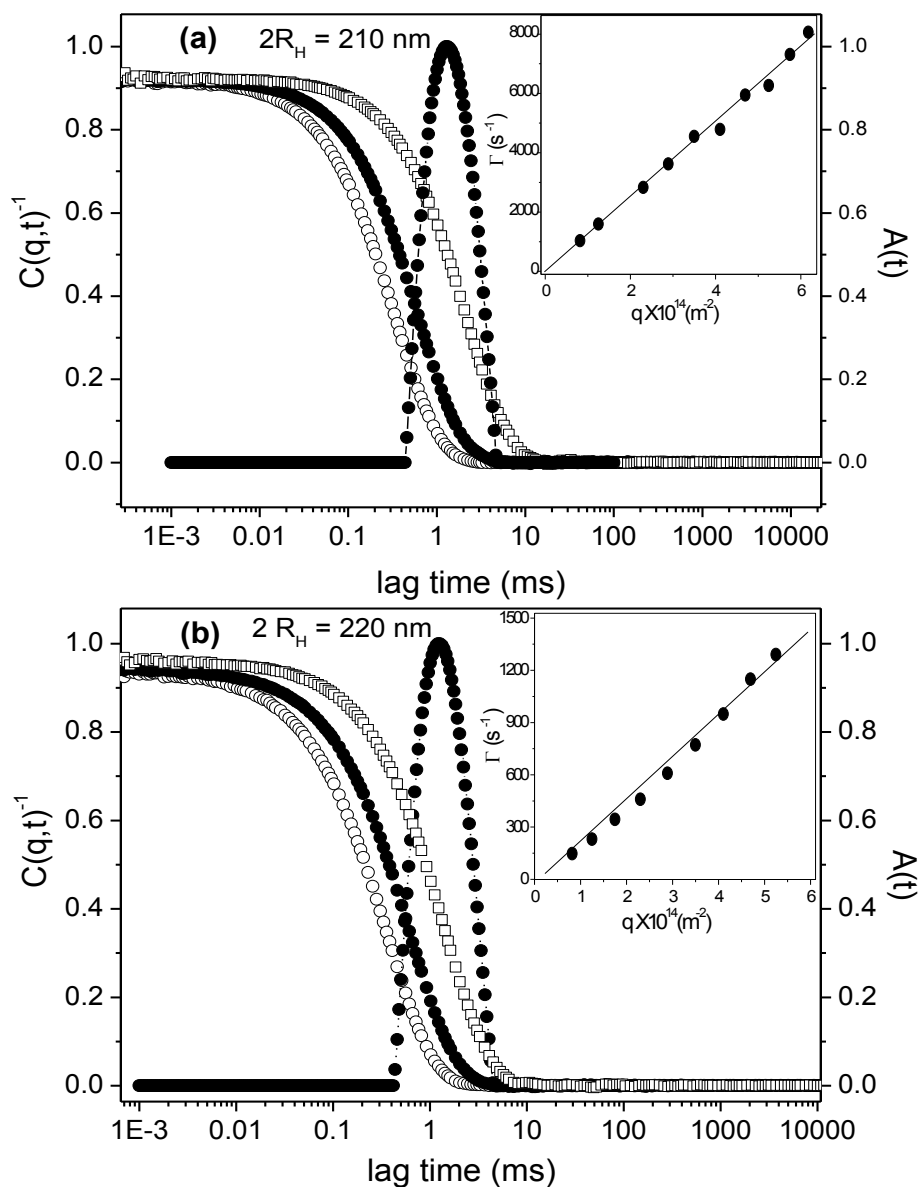 (a) 2R_H = 210 nm
C(q,t)^-1
1.0
0.8
0.6
0.4
0.2
0.0
A(t)
1.0
0.8
0.6
0.4
0.2
0.0
1E-3 0.01 0.1 1 10 100 1000 10000
lag time (ms)
Γ (s^-1)
8000
6000
4000
2000
0
0 2 4 6
q X10^14 (m^-2)
(b) 2 R_H = 220 nm
C(q,t)^-1
1.0
0.8
0.6
0.4
0.2
0.0
A(t)
1.0
0.8
0.6
0.4
0.2
0.0
1E-3 0.01 0.1 1 10 100 1000 10000
lag time (ms)
Γ (s^-1)
1500
1200
900
600
300
0
0 1 2 3 4 5 6
q X10^14 (m^-2)